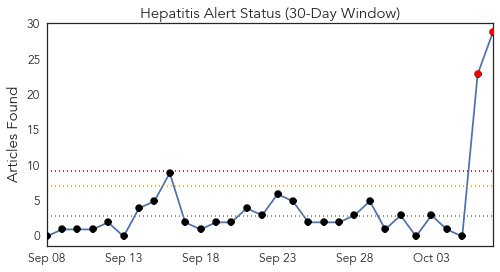 Hepatitis Alert Status (30-Day Window)
Articles Found
30
25
20
15
10
5
0
Sep 08
Sep 13
Sep 18
Sep 23
Sep 28
Oct 03